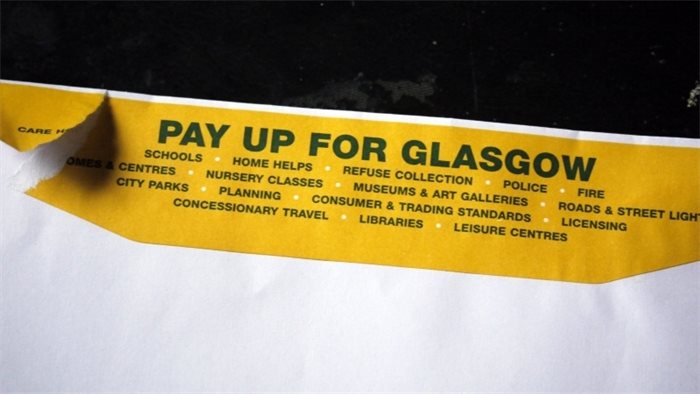 PAY UP FOR GLASGOW
SCHOOLS • HOME HELPS • REFUSE COLLECTION • POLICE • FIRE
CARE H OMES & CENTRES • NURSERY CLASSES • MUSEUMS & ART GALLERIES • ROADS & STREET LIGHT
CITY PARKS • PLANNING • CONSUMER & TRADING STANDARDS • LICENSING
CONCESSIONARY TRAVEL • LIBRARIES • LEISURE CENTRES